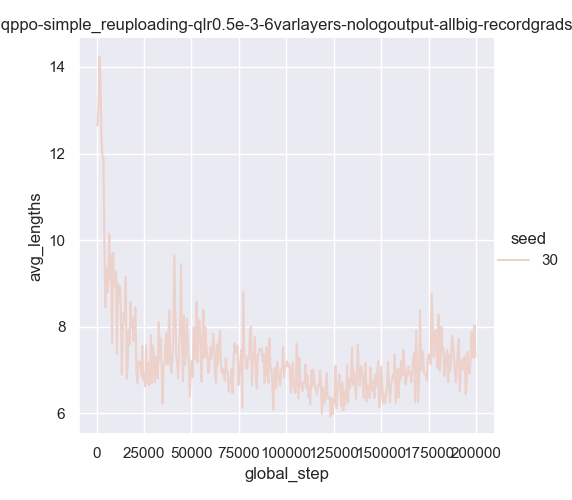 qppo-simple_reuploading-qlr0.5e-3-6varlayers-nologoutput-allbig-recordgrads
14
12
10
8
6
avg_lengths
0 25000 50000 75000 100000 125000 150000 175000 200000
global_step
seed
30